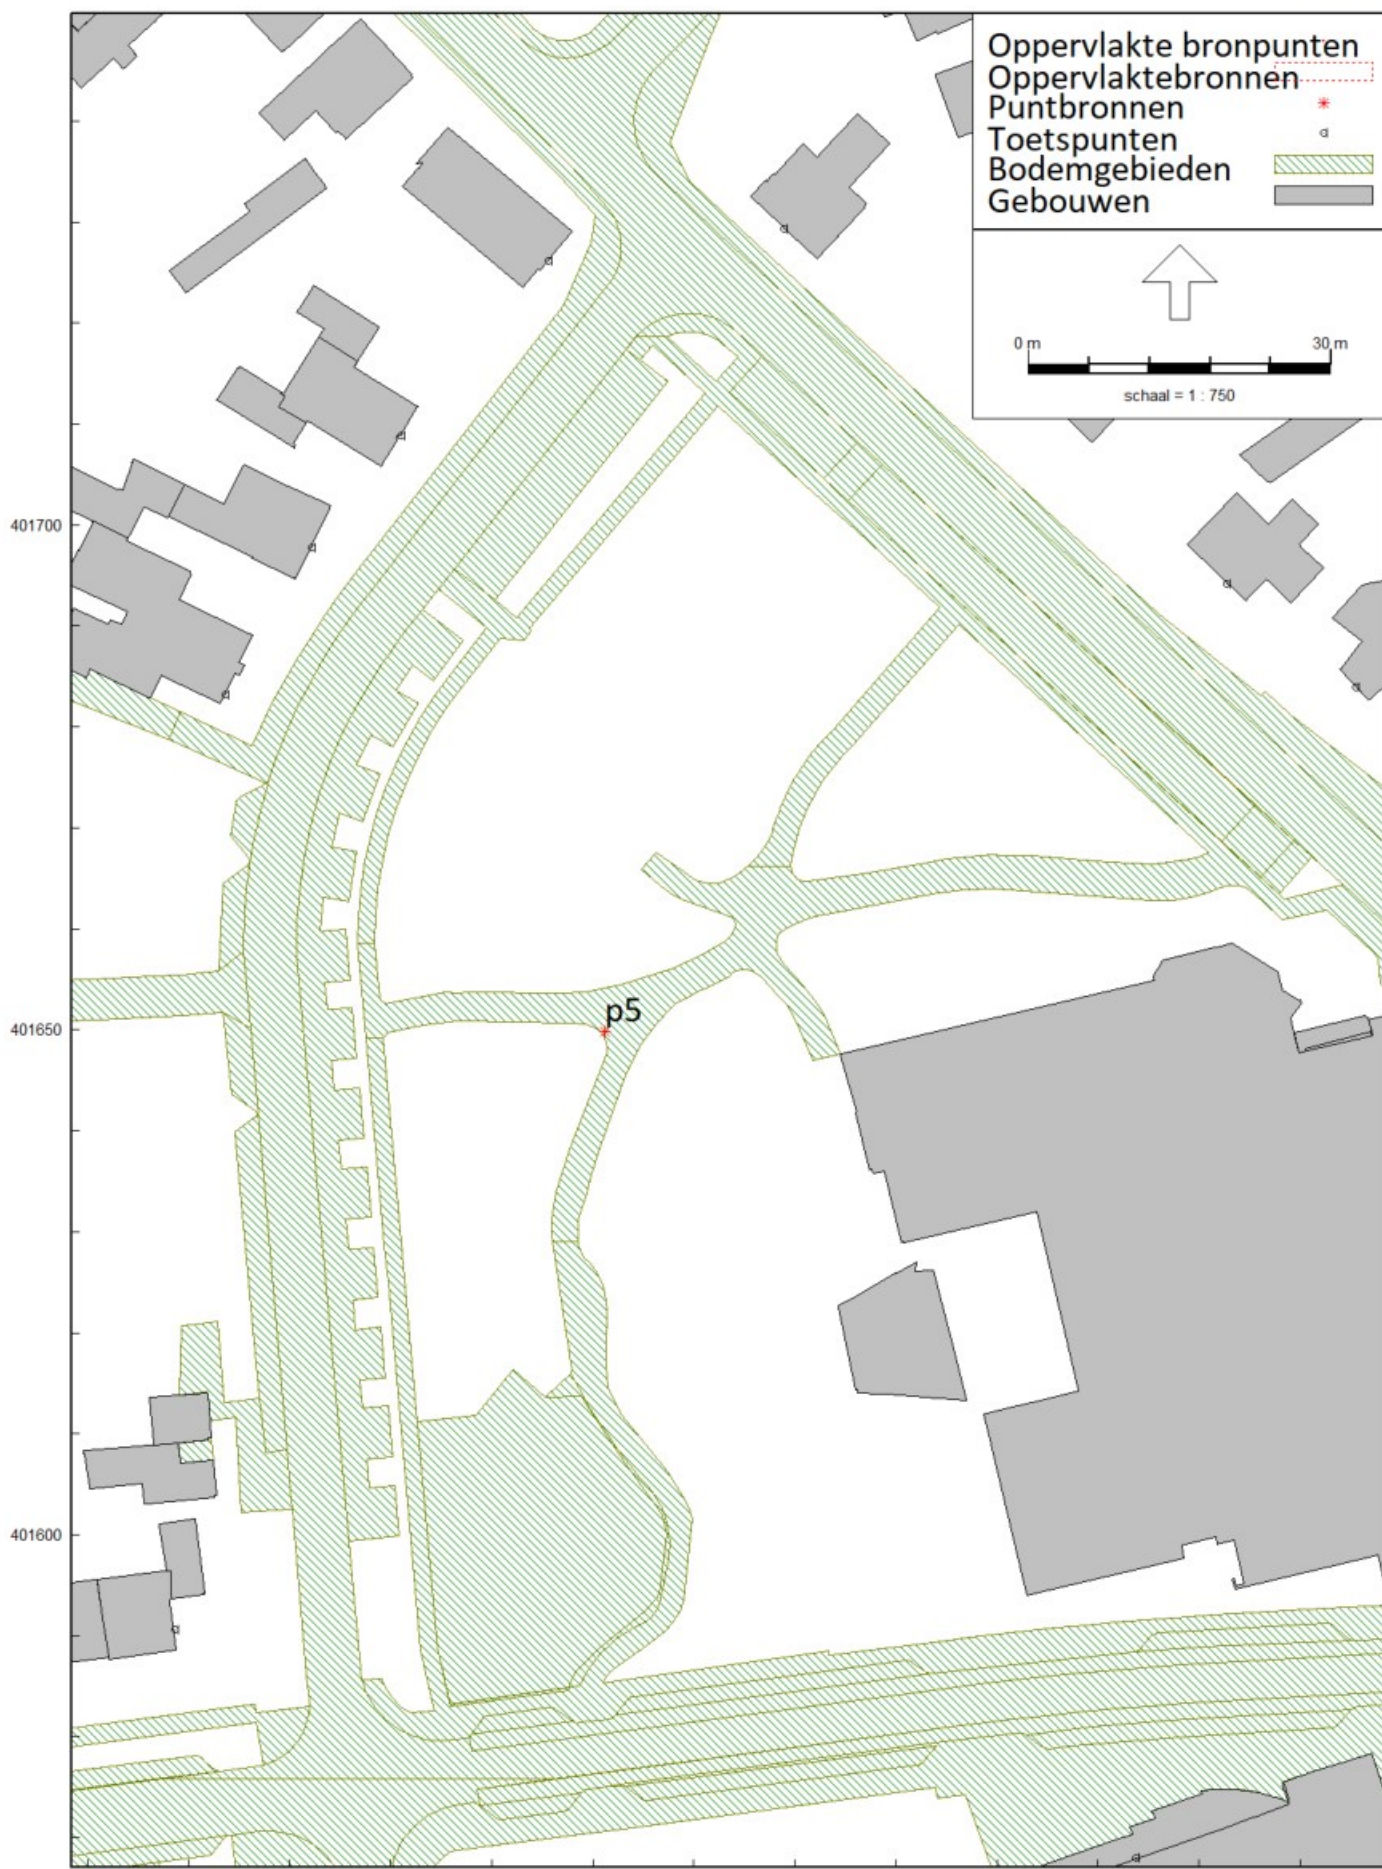 Oppervlakte bronpunten
Oppervlaktebronnen
Puntbronnen
Toetspunten
Bodemgebieden
Gebouwen
0 m 30 m
schaal = 1 : 750
401700
p5
401650
401600